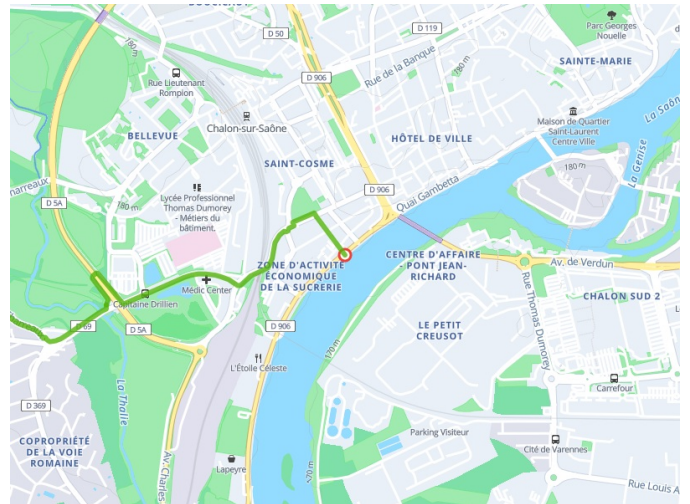 D 50
D 119
Parc Georges
Nouelle
180 m
D 906
180 m
Rue de la Banque
SAINTE-MARIE
Rue Lieutenant
Rompion
Chalon-sur-Saône
BELLEVUE
HÔTEL DE VILLE
Maison de Quartier
Saint-Laurent
Centre Ville
La Saône
La Genise
SAINT-COSME
Lycée Professionnel
Thomas Dumorey
- Métiers du
bâtiment.
D 906
Quai Gambetta
D 5A
180 m
ZONE D'ACTIVITÉ
ÉCONOMIQUE
DE LA SUCRERIE
CENTRE D'AFFAIRE
- PONT JEAN-
RICHARD
Av. de Verdun
Médic Center
Capitaine Drillien
Rue Thomas Dumorey
CHALON SUD 2
D 69
D 5A
D 906
LE PETIT
CREUSOT
170 m
L'Étoile Céleste
Carrefour
La Thalie
D 369
COPROPRIÉTÉ
DE LA VOIE
ROMAINE
Av. Charles
Lapeyre
Parking Visiteur
Cité de Varennes
170 m
Rue Louis A